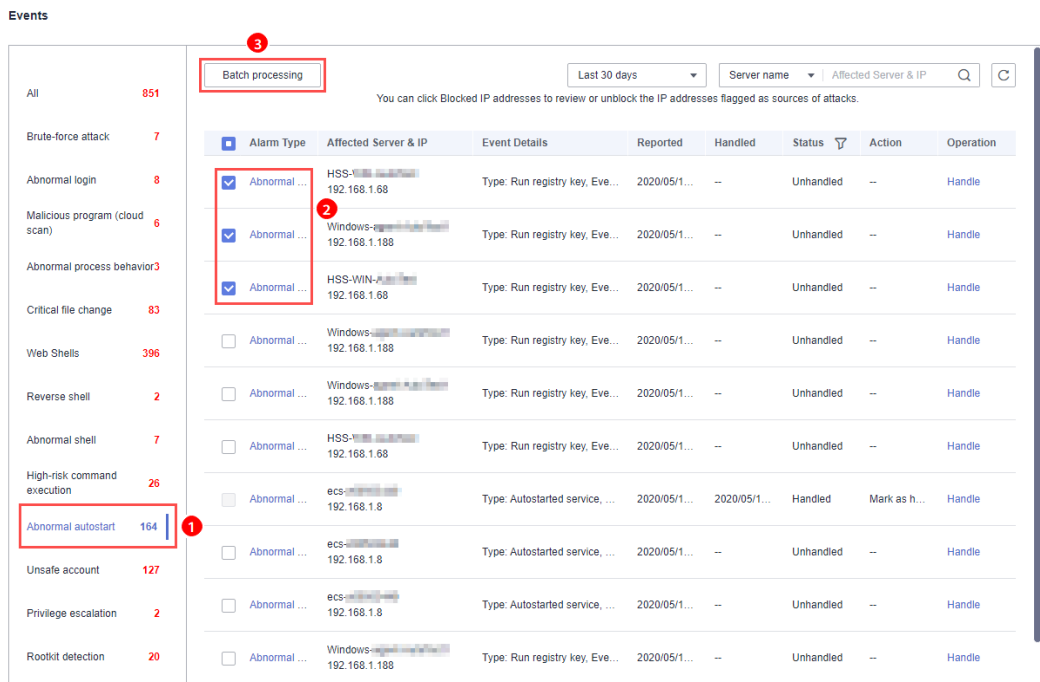 Events
3
Batch processing
Last 30 days
Server name
Affected Server & IP
You can click Blocked IP addresses to review or unblock the IP addresses flagged as sources of attacks.
All 851
Brute-force attack 7
Abnormal login 8
Malicious program (cloud
scan) 6
Abnormal process behavior 3
Critical file change 83
Web Shells 396
Reverse shell 2
Abnormal shell 7
High-risk command
execution 26
Abnormal autostart 164
1
Unsafe account 127
Privilege escalation 2
Rootkit detection 20
Alarm Type Affected Server & IP Event Details Reported Handled Status Action Operation
2
Abnormal ... HSS- Type: Run registry key, Eve... 2020/05/1... -- Unhandled -- Handle
192.168.1.68
Abnormal ... Windows- Type: Run registry key, Eve... 2020/05/1... -- Unhandled -- Handle
192.168.1.188
Abnormal ... HSS-WIN- Type: Run registry key, Eve... 2020/05/1... -- Unhandled -- Handle
192.168.1.68
Abnormal ... Windows- Type: Run registry key, Eve... 2020/05/1... -- Unhandled -- Handle
192.168.1.188
Abnormal ... Windows- Type: Run registry key, Eve... 2020/05/1... -- Unhandled -- Handle
192.168.1.188
Abnormal ... HSS- Type: Run registry key, Eve... 2020/05/1... -- Unhandled -- Handle
192.168.1.68
Abnormal ... ecs- Type: Autostarted service, ... 2020/05/1... 2020/05/1... Handled Mark as h... Handle
192.168.1.8
Abnormal ... ecs- Type: Autostarted service, ... 2020/05/1... -- Unhandled -- Handle
192.168.1.8
Abnormal ... ecs- Type: Autostarted service, ... 2020/05/1... -- Unhandled -- Handle
192.168.1.8
Abnormal ... Windows- Type: Run registry key, Eve... 2020/05/1... -- Unhandled -- Handle
192.168.1.188